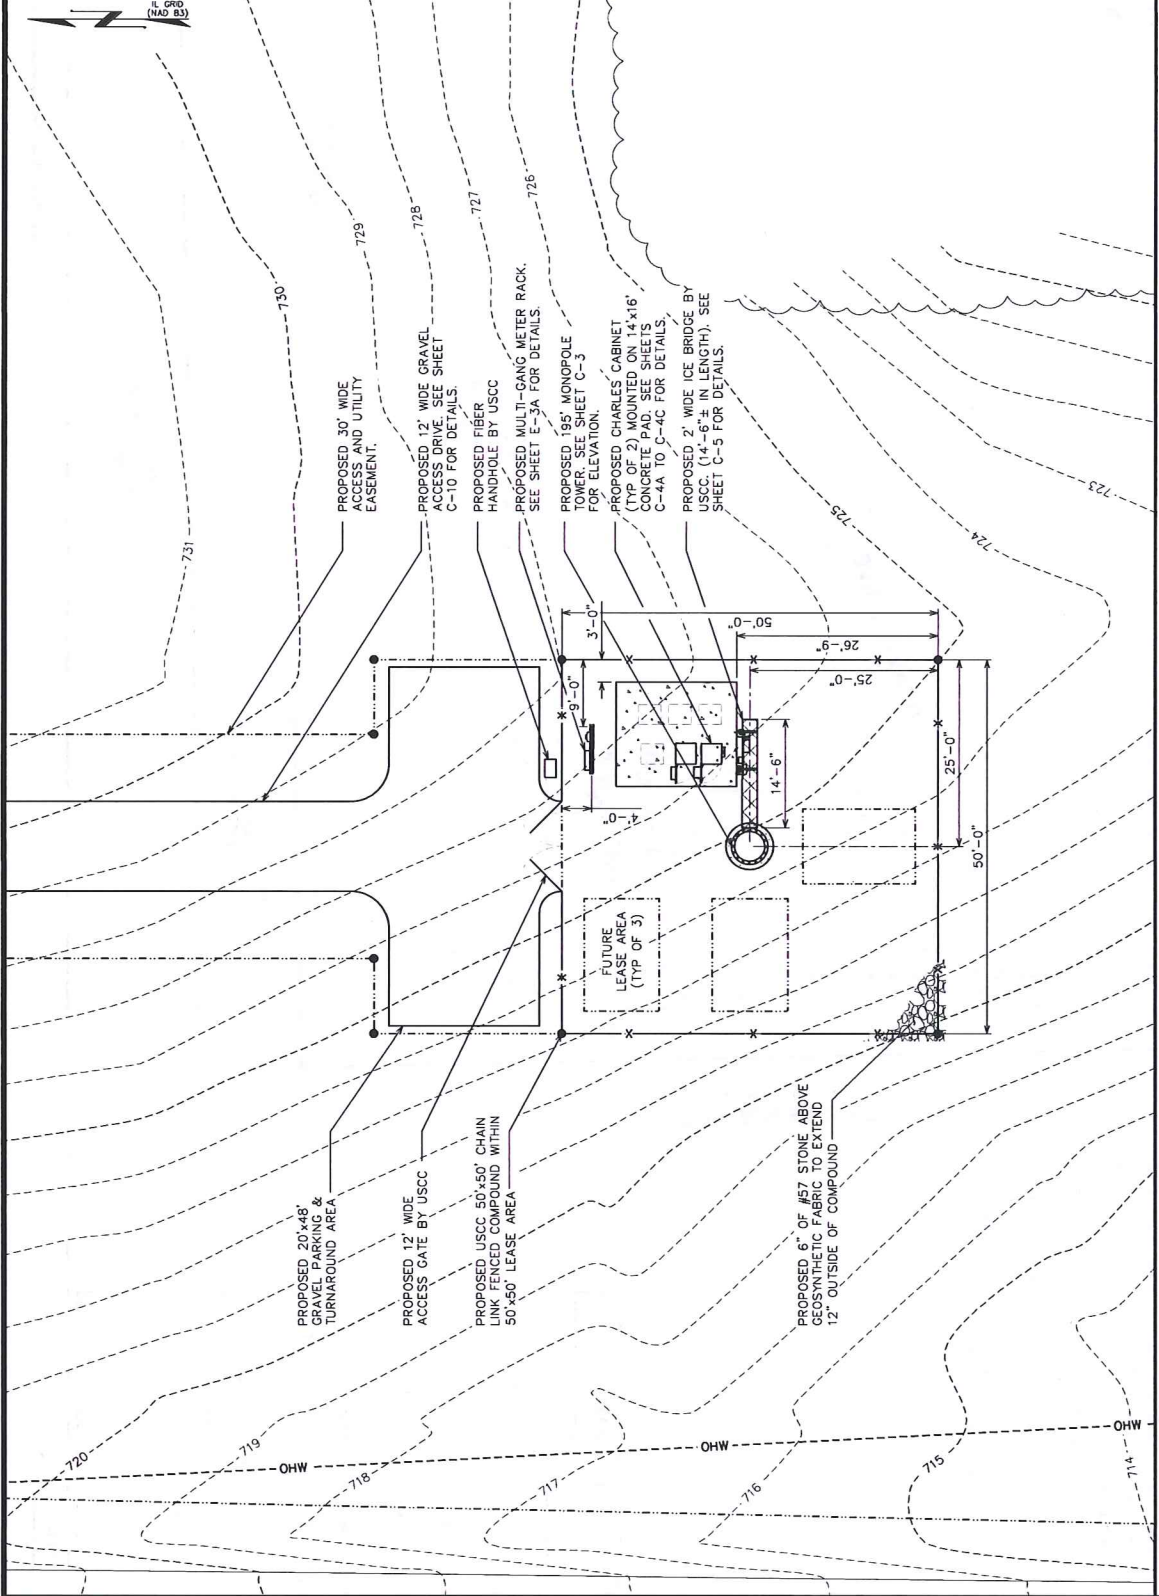 IL GRID
(NAD 83)
731
730
729
728
727
726
725
724
723
PROPOSED 30' WIDE
ACCESS AND UTILITY
EASEMENT.
PROPOSED 12' WIDE GRAVEL
ACCESS DRIVE. SEE SHEET
C-10 FOR DETAILS.
PROPOSED FIBER
HANDHOLE BY USCC
PROPOSED MULTI-GANG METER RACK.
SEE SHEET E-3A FOR DETAILS.
PROPOSED 195' MONOPOLE
TOWER. SEE SHEET C-3
FOR ELEVATION.
PROPOSED CHARLES CABINET
(TYP OF 2) MOUNTED ON 14'x16'
CONCRETE PAD. SEE SHEETS
C-4A TO C-4C FOR DETAILS.
PROPOSED 2' WIDE ICE BRIDGE BY
USCC. (14'-6"± IN LENGTH). SEE
SHEET C-5 FOR DETAILS.
3'-0"
9'-0"
4'-0"
14'-6"
50'-0"
26'-9"
25'-0"
25'-0"
50'-0"
FUTURE
LEASE AREA
(TYP OF 3)
PROPOSED 20'x48'
GRAVEL PARKING &
TURNAROUND AREA
PROPOSED 12' WIDE
ACCESS GATE BY USCC
PROPOSED USCC 50'x50' CHAIN
LINK FENCED COMPOUND WITHIN
50'x50' LEASE AREA
PROPOSED 6" OF #57 STONE ABOVE
GEOSYNTHETIC FABRIC TO EXTEND
12" OUTSIDE OF COMPOUND
720
719
718
717
716
715
714
OHW
OHW
OHW